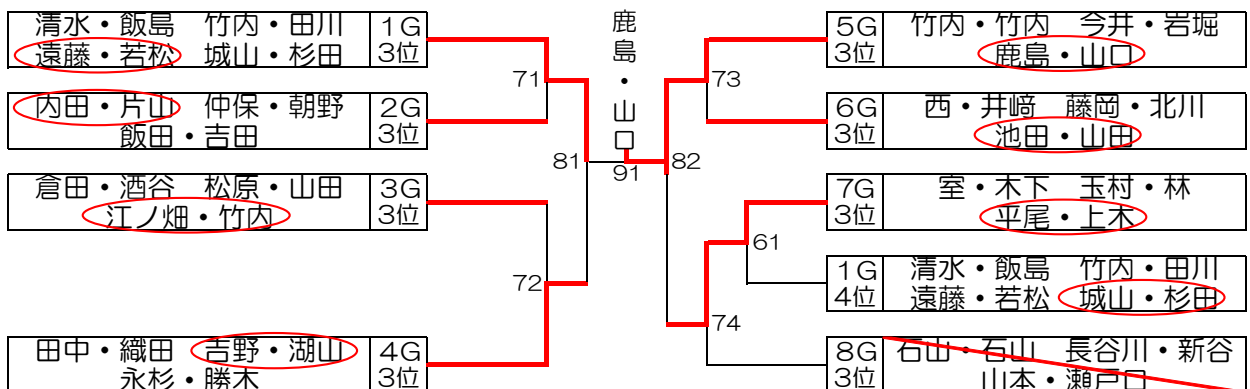 清水・飯島 竹内・田川 1G
遠藤・若松 城山・杉田 3位
内田・片山 仲保・朝野 2G
飯田・吉田 3位
倉田・酒谷 松原・山田 3G
江ノ畑・竹内 3位
田中・織田 吉野・湖山 4G
永杉・勝木 3位
71
72
81
鹿島・山口
91
82
73
74
61
5G 竹内・竹内 今井・岩堀
3位 鹿島・山口
6G 西・井﨑 藤岡・北川
3位 池田・山田
7G 室・木下 玉村・林
3位 平尾・上木
1G 清水・飯島 竹内・田川
4位 遠藤・若松 城山・杉田
8G 石山・石山 長谷川・新谷
3位 山本・瀬戸口